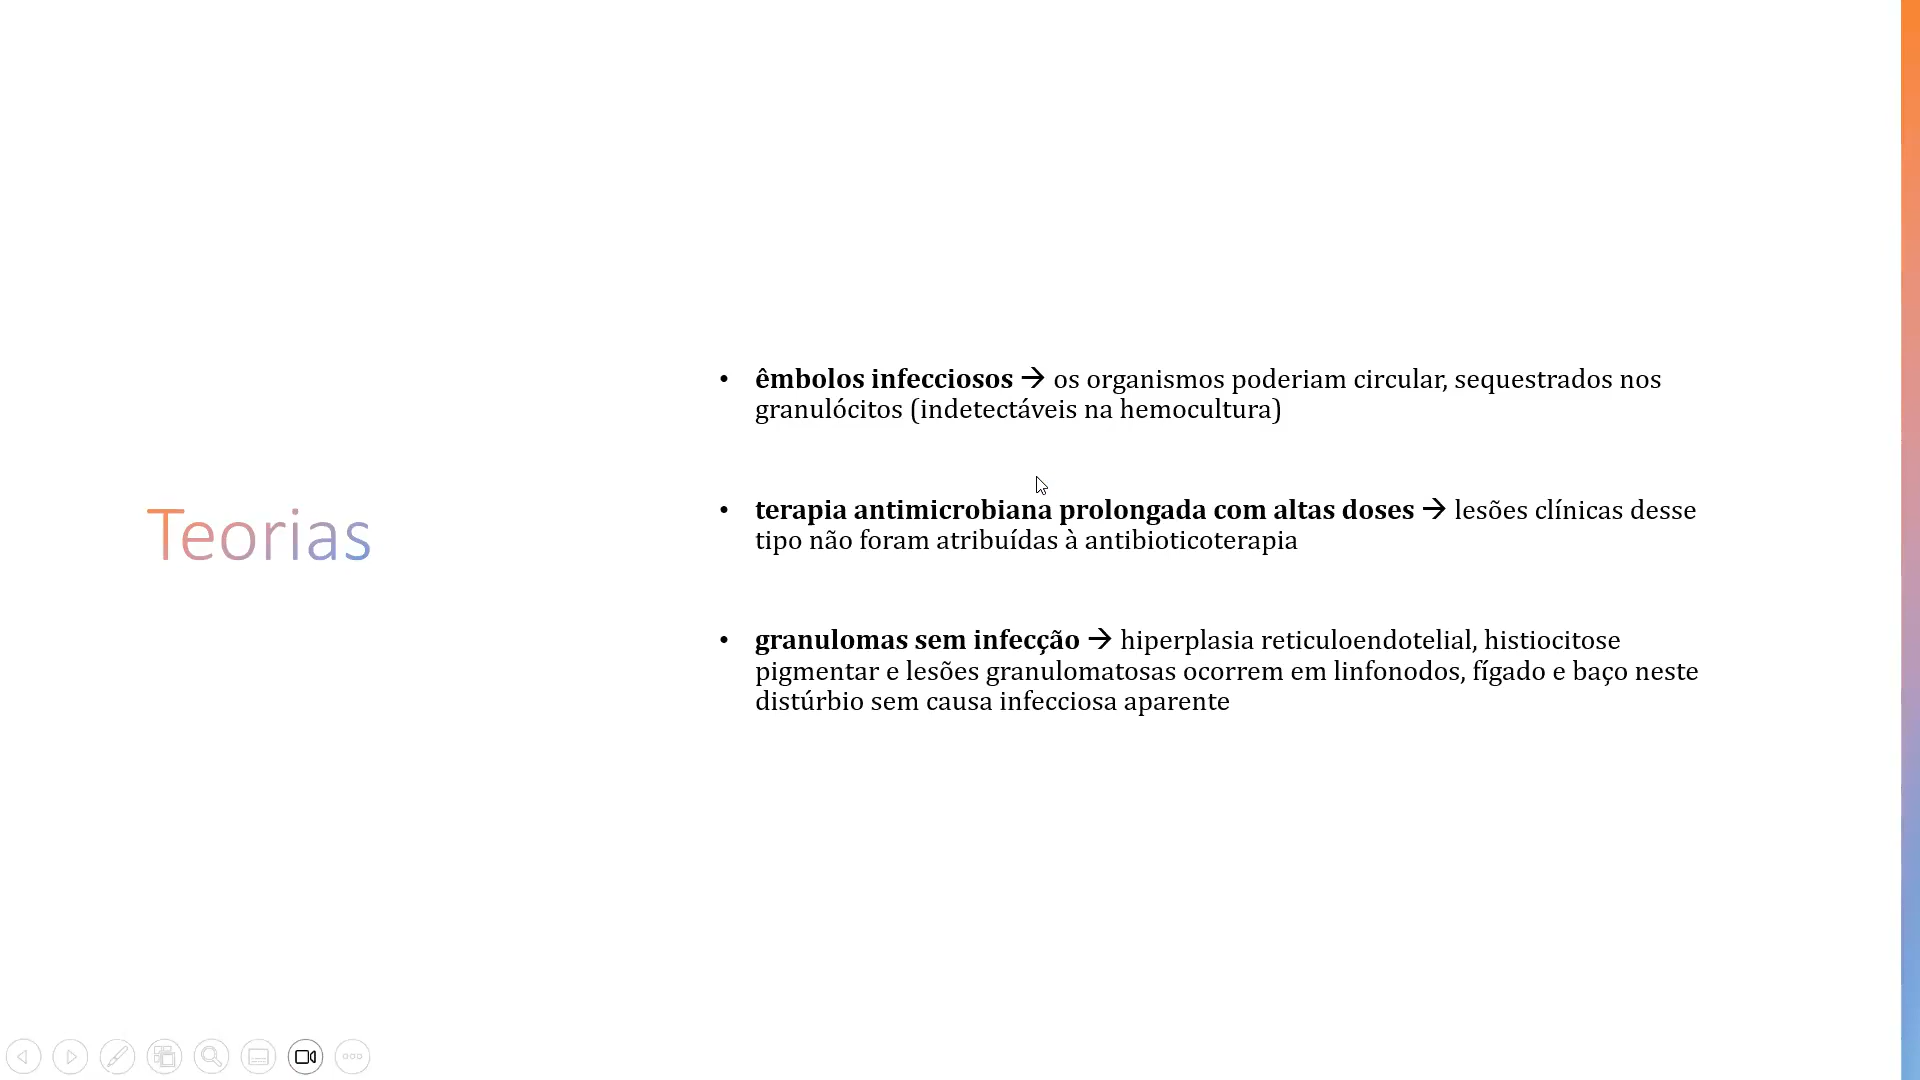 Teorias
• êmbolos infecciosos → os organismos poderiam circular, sequestrados nos
granulócitos (indetectáveis na hemocultura)
• terapia antimicrobiana prolongada com altas doses → lesões clínicas desse
tipo não foram atribuídas à antibioticoterapia
• granulomas sem infecção → hiperplasia reticuloendotelial, histiocitose
pigmentar e lesões granulomatosas ocorrem em linfonodos, fígado e baço neste
distúrbio sem causa infecciosa aparente